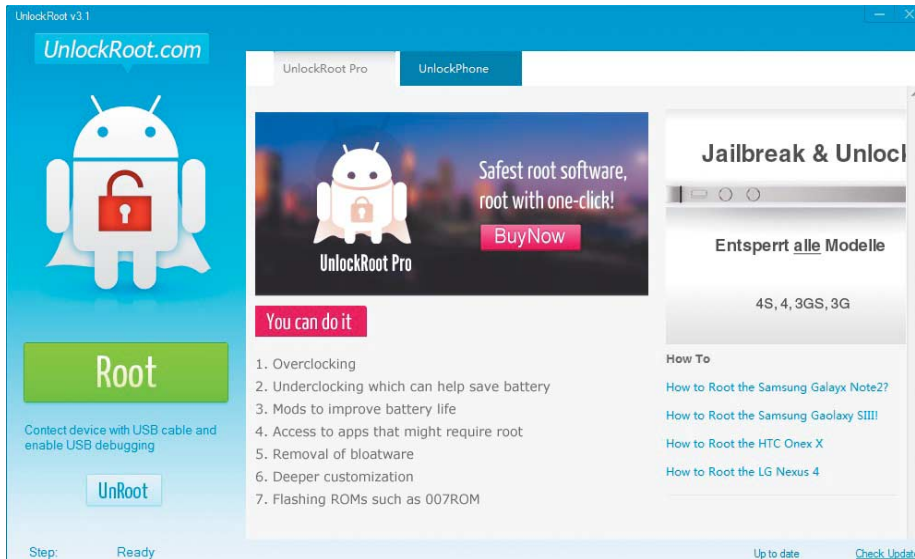 UnlockRoot v3.1
UnlockRoot.com
UnlockRoot Pro
UnlockPhone
Safest root software,
root with one-click!
BuyNow
UnlockRoot Pro
Jailbreak & Unlock
Entsperrt alle Modelle
4S, 4, 3GS, 3G
You can do it
1. Overclocking
2. Underclocking which can help save battery
3. Mods to improve battery life
4. Access to apps that might require root
5. Removal of bloatware
6. Deeper customization
7. Flashing ROMs such as 007ROM
How To
How to Root the Samsung Galayx Note2?
How to Root the Samsung Gaolaxy SIII!
How to Root the HTC Onex X
How to Root the LG Nexus 4
Root
Contect device with USB cable and
enable USB debugging
UnRoot
Step: Ready
Up to date
Check Update